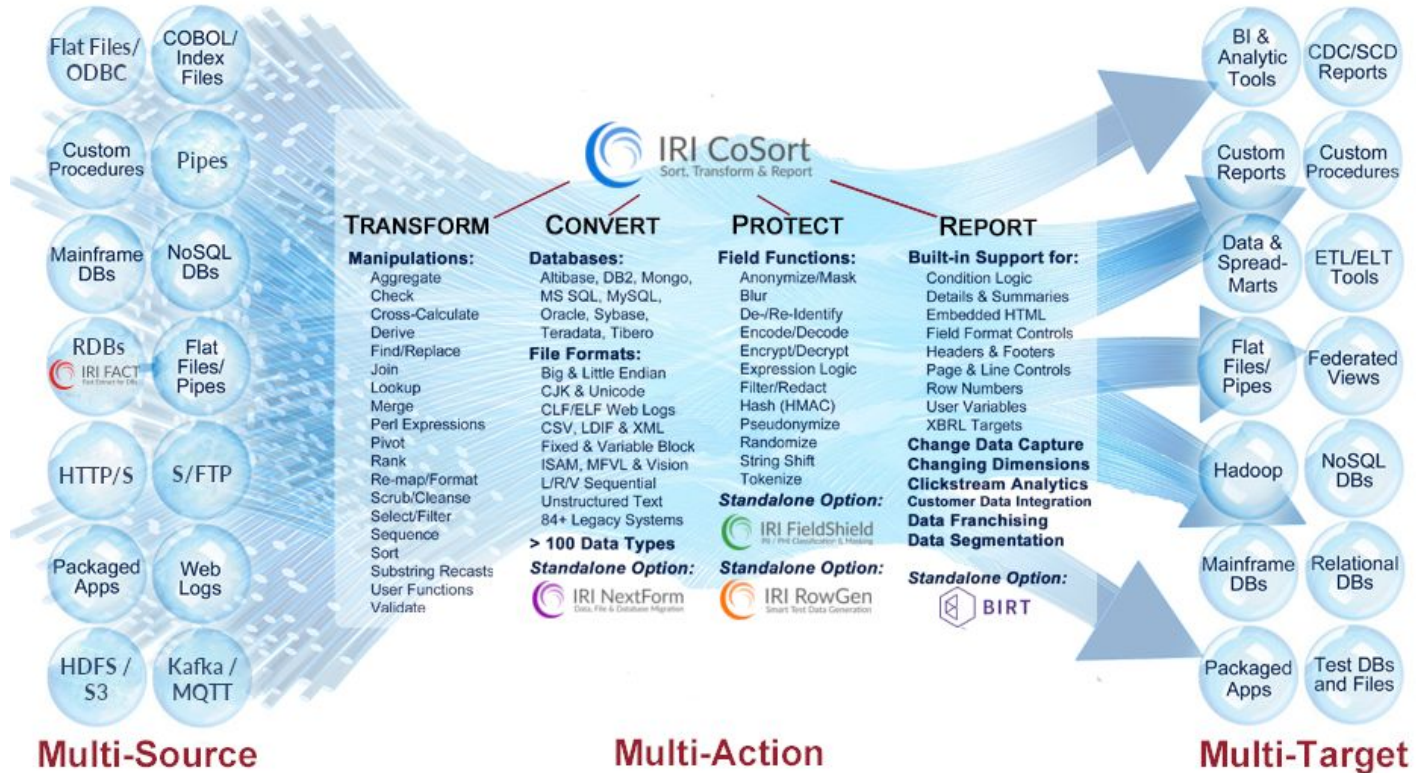 Flat Files/
ODBC
COBOL/
Index
Files
Custom
Procedures
Pipes
Mainframe
DBs
NoSQL
DBs
RDBs
IRI FACT
Fast Extract for DBs
Flat
Files/
Pipes
HTTP/S
S/FTP
Packaged
Apps
Web
Logs
HDFS /
S3
Kafka /
MQTT
Multi-Source
IRI CoSort
Sort, Transform & Report
TRANSFORM
Manipulations:
Aggregate
Check
Cross-Calculate
Derive
Find/Replace
Join
Lookup
Merge
Perl Expressions
Pivot
Rank
Re-map/Format
Scrub/Cleanse
Select/Filter
Sequence
Sort
Substring Recasts
User Functions
Validate
CONVERT
Databases:
Altibase, DB2, Mongo,
MS SQL, MySQL,
Oracle, Sybase,
Teradata, Tibero
File Formats:
Big & Little Endian
CJK & Unicode
CLF/ELF Web Logs
CSV, LDIF & XML
Fixed & Variable Block
ISAM, MFVL & Vision
L/R/V Sequential
Unstructured Text
84+ Legacy Systems
> 100 Data Types
Standalone Option:
IRI NextForm
Data, File & Database Migration
PROTECT
Field Functions:
Anonymize/Mask
Blur
De-/Re-Identify
Encode/Decode
Encrypt/Decrypt
Expression Logic
Filter/Redact
Hash (HMAC)
Pseudonymize
Randomize
String Shift
Tokenize
Standalone Option:
IRI FieldShield
PII / PHI Classification & Masking
Standalone Option:
IRI RowGen
Smart Test Data Generation
REPORT
Built-in Support for:
Condition Logic
Details & Summaries
Embedded HTML
Field Format Controls
Headers & Footers
Page & Line Controls
Row Numbers
User Variables
XBRL Targets
Change Data Capture
Changing Dimensions
Clickstream Analytics
Customer Data Integration
Data Franchising
Data Segmentation
Standalone Option:
BIRT
Multi-Action
BI &
Analytic
Tools
CDC/SCD
Reports
Custom
Reports
Custom
Procedures
Data &
Spread-
Marts
ETL/ELT
Tools
Flat
Files/
Pipes
Federated
Views
Hadoop
NoSQL
DBs
Mainframe
DBs
Relational
DBs
Packaged
Apps
Test DBs
and Files
Multi-Target